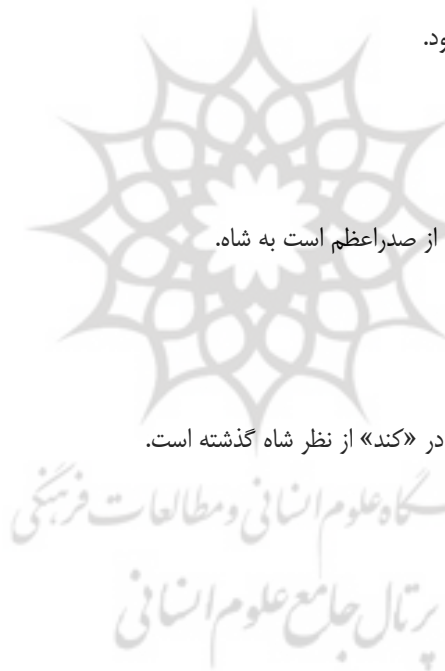 ود.
از صدراعظم است به شاه.
در «کند» از نظر شاه گذشته است.
گاه علوم انسانی و مطالعات فرهنگی
پرتال جامع علوم انسانی